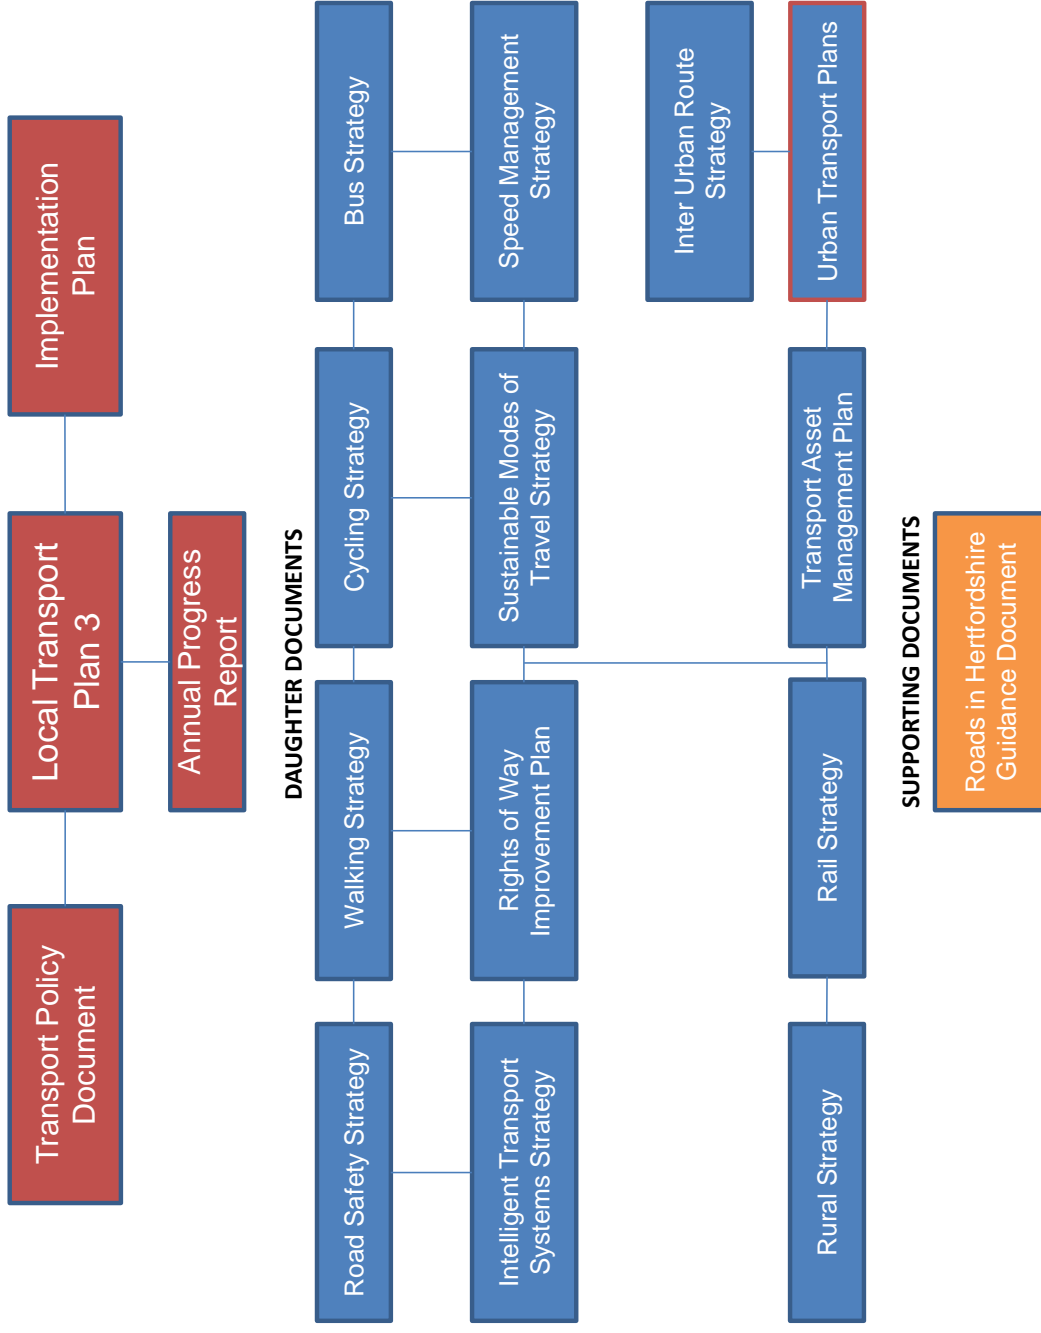 Transport Policy
Document
Local Transport
Plan 3
Implementation
Plan
Annual Progress
Report
DAUGHTER DOCUMENTS
Road Safety Strategy
Walking Strategy
Cycling Strategy
Bus Strategy
Intelligent Transport
Systems Strategy
Rights of Way
Improvement Plan
Sustainable Modes of
Travel Strategy
Speed Management
Strategy
Inter Urban Route
Strategy
Rural Strategy
Rail Strategy
Transport Asset
Management Plan
Urban Transport Plans
SUPPORTING DOCUMENTS
Roads in Hertfordshire
Guidance Document